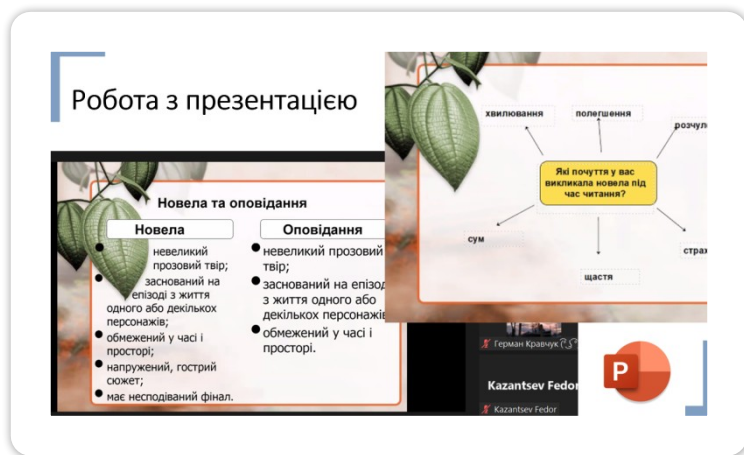 Робота з презентацією
Новела та оповідання
Новела
невеликий
прозовий твір;
заснований на
епізоді з життя
одного або декількох
персонажів;
обмежений у часі і
просторі;
напружений, гострий
сюжет;
має несподіваний фінал.
Оповідання
невеликий прозовий
твір;
заснований на епізод
з життя одного або
декількох персонажів
обмежений у часі і
просторі.
хвилювання
полегшення
розчул
Які почуття у вас
викликала новела під
час читання?
сум
щастя
страх
Герман Кравчук
Kazantsev Fedor
Kazantsev Fedor
P